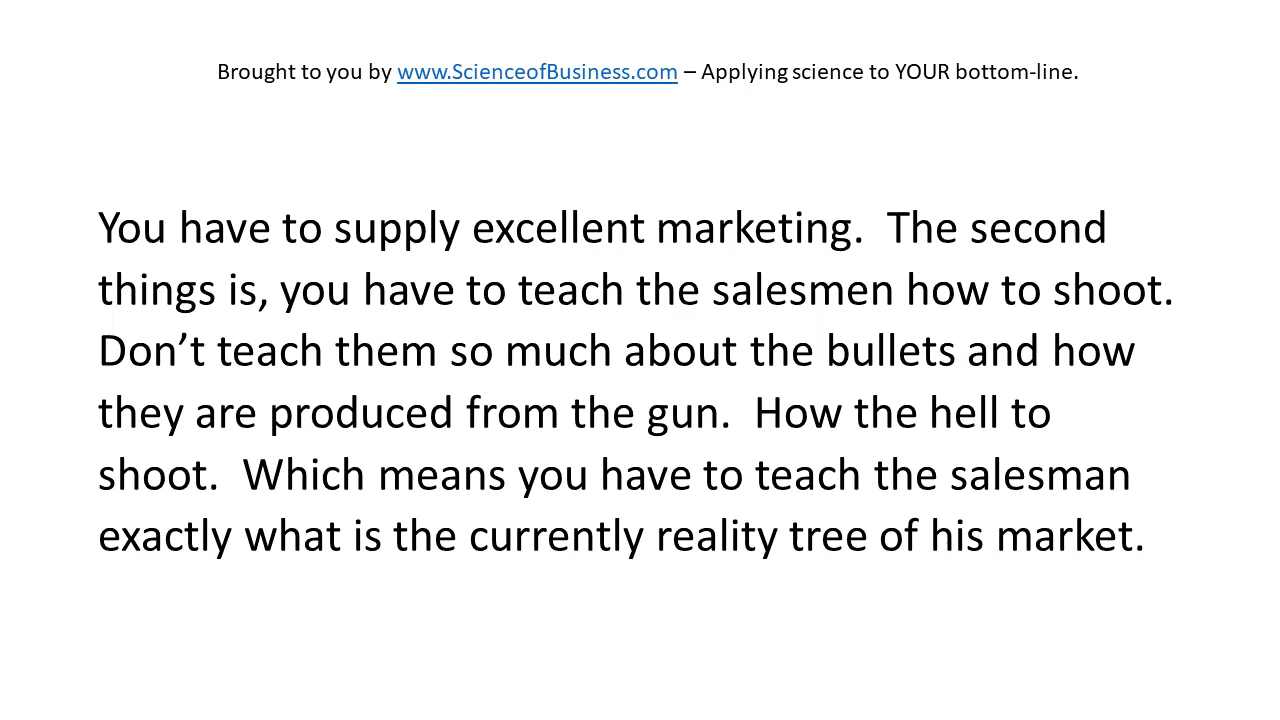 Brought to you by www.ScienceofBusiness.com – Applying science to YOUR bottom-line.
You have to supply excellent marketing.  The second
things is, you have to teach the salesmen how to shoot.
Don’t teach them so much about the bullets and how
they are produced from the gun.  How the hell to
shoot.  Which means you have to teach the salesman
exactly what is the currently reality tree of his market.